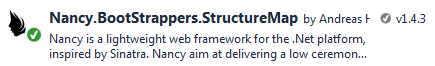 Nancy.BootStrappers.StructureMap by Andreas H v1.4.3
Nancy is a lightweight web framework for the .Net platform,
inspired by Sinatra. Nancy aim at delivering a low ceremon...